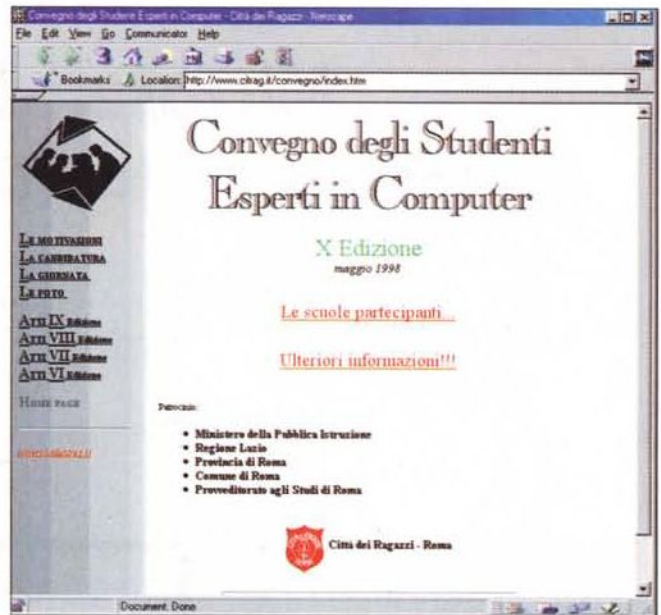 Convegno degli Studenti Esperti in Computer - Città dei Ragazzi - Netscape
File Edit View Go Communicator Help
Bookmarks Location: http://www.citrag.it/convegno/index.htm
Convegno degli Studenti
Esperti in Computer
X Edizione
maggio 1998
Le scuole partecipanti...
Ulteriori informazioni!!!
LE MOTIVAZIONI
LA CANDIDATURA
LA GIORNATA
LE FOTO
ATTI IX Edizione
ATTI VIII Edizione
ATTI VII Edizione
ATTI VI Edizione
HOME PAGE
Patrocinio:
• Ministero della Pubblica Istruzione
• Regione Lazio
• Provincia di Roma
• Comune di Roma
• Provveditorato agli Studi di Roma
Città dei Ragazzi - Roma
Document: Done